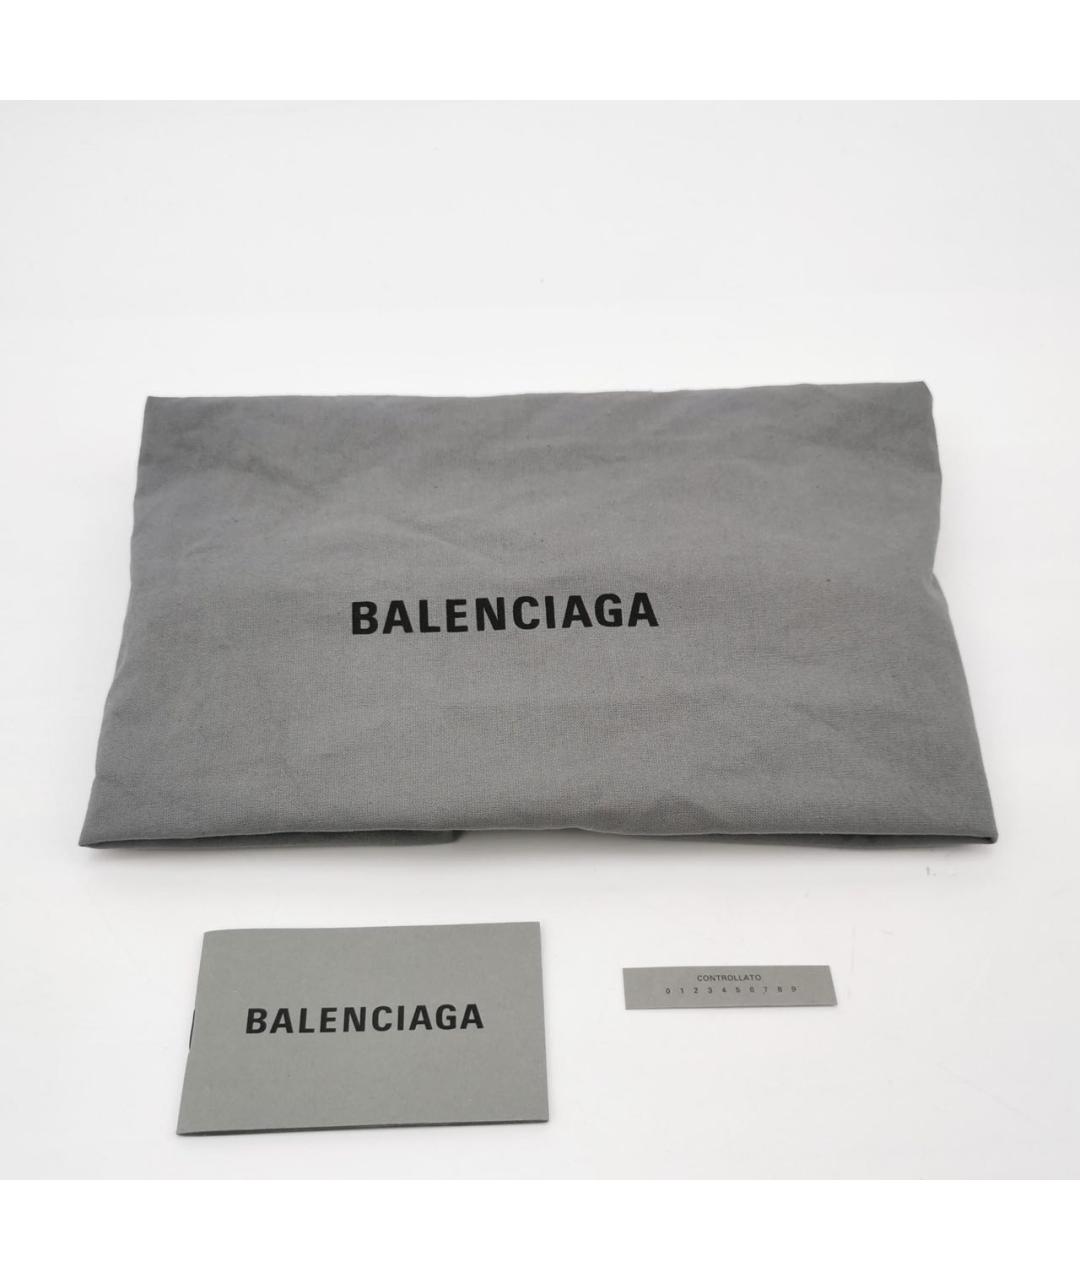 BALENCIAGA
BALENCIAGA
CONTROLLATO
0 1 2 3 4 5 6 7 8 9